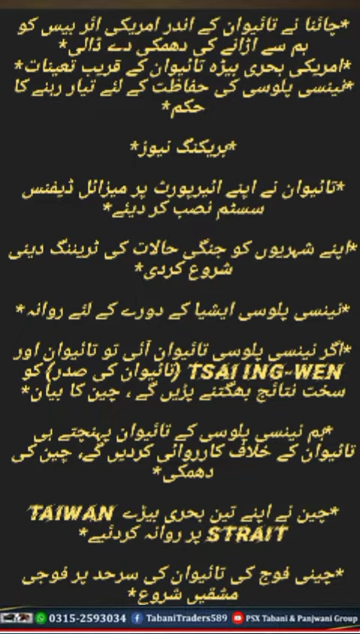 *چائنا نے تائیوان کے اندر امریکی ائر بیس کو
بم سے اڑانے کی دھمکی دے ڈالی*
*امریکی بحری بیڑہ تائیوان کے قریب تعینات*
*نینسی پلوسی کی حفاظت کے لئے تیار رہنے کا
حکم*
*بریکنگ نیوز*
*تائیوان نے اپنے ائیرپورٹ پر میزائل ڈیفنس
سسٹم نصب کر دیئے*
*اپنے شہریوں کو جنگی حالات کی ٹریننگ دینی
شروع کردی*
*نینسی پلوسی ایشیا کے دورے کے لئے روانہ*
*اگر نینسی پلوسی تائیوان آئی تو تائیوان اور
TSAI ING-WEN (تائیوان کی صدر) کو
سخت نتائج بھگتنے پڑیں گے ، چین کا بیان*
*ہم نینسی پلوسی کے تائیوان پہنچتے ہی
تائیوان کے خلاف کارروائی کردیں گے، چین کی
دھمکی*
*چین نے اپنے تین بحری بیڑے TAIWAN
STRAIT پر روانہ کردئیے*
*چینی فوج کی تائیوان کی سرحد پر فوجی
مشقیں شروع*
0315-2593034 TabaniTraders589 PSX Tabani & Panjwani Group